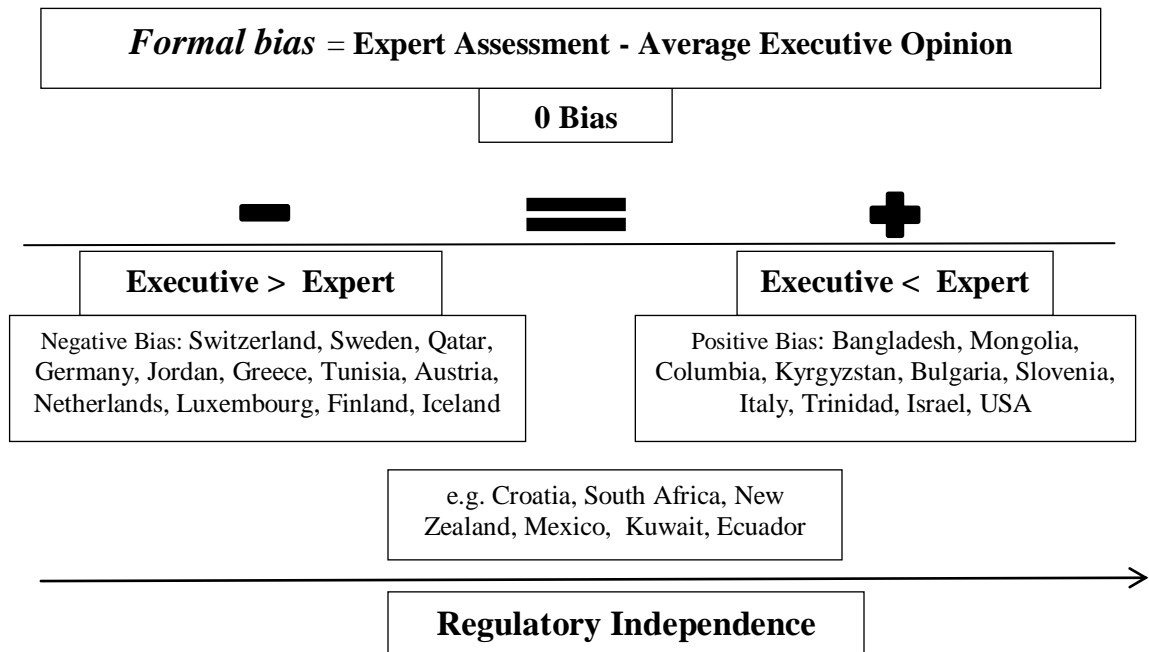 Formal bias = Expert Assessment - Average Executive Opinion
0 Bias
Executive > Expert
Negative Bias: Switzerland, Sweden, Qatar,
Germany, Jordan, Greece, Tunisia, Austria,
Netherlands, Luxembourg, Finland, Iceland
Executive < Expert
Positive Bias: Bangladesh, Mongolia,
Columbia, Kyrgyzstan, Bulgaria, Slovenia,
Italy, Trinidad, Israel, USA
e.g. Croatia, South Africa, New
Zealand, Mexico, Kuwait, Ecuador
Regulatory Independence